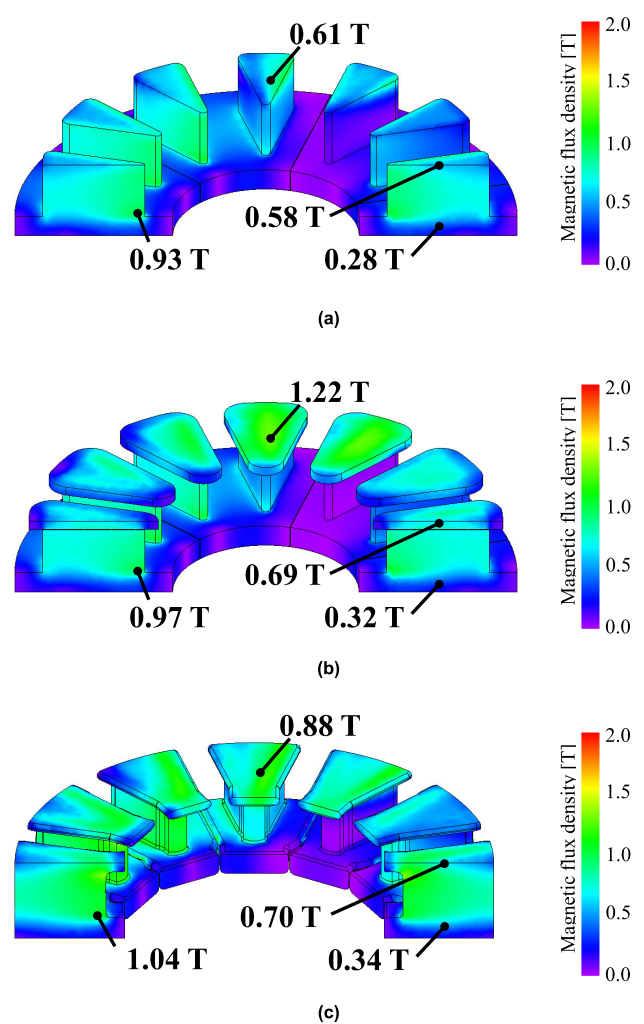 0.61 T
0.58 T
0.93 T
0.28 T
Magnetic flux density [T]
2.0
1.5
1.0
0.5
0.0
(a)
1.22 T
0.69 T
0.97 T
0.32 T
Magnetic flux density [T]
2.0
1.5
1.0
0.5
0.0
(b)
0.88 T
0.70 T
1.04 T
0.34 T
Magnetic flux density [T]
2.0
1.5
1.0
0.5
0.0
(c)